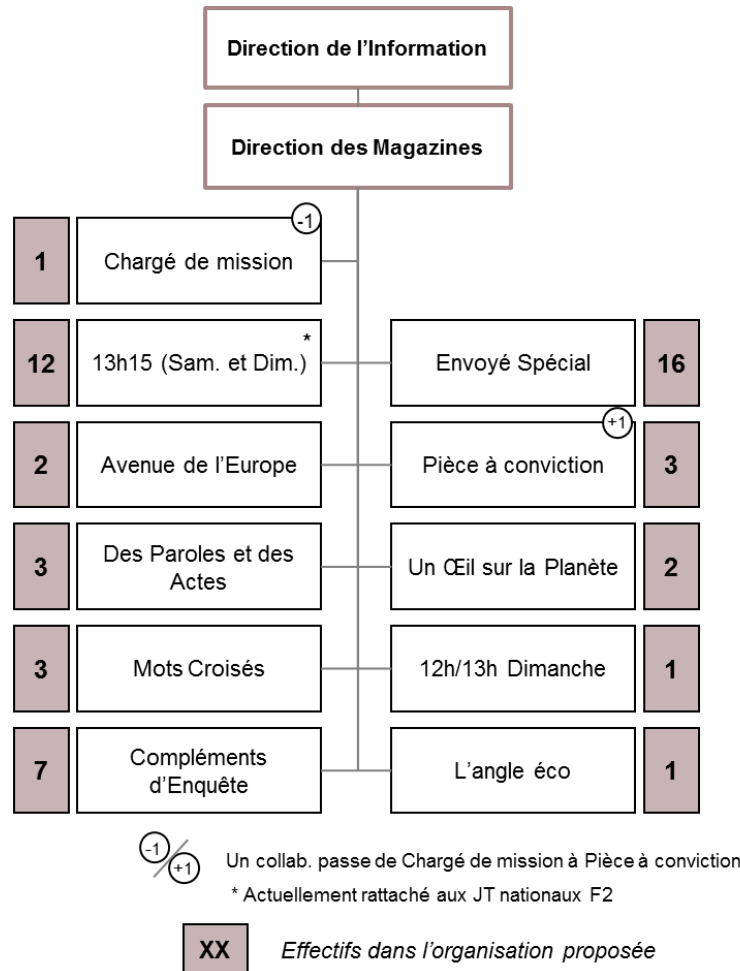 Direction de l'Information
Direction des Magazines
-1
1
Chargé de mission
12
13h15 (Sam. et Dim.)
*
Envoyé Spécial
16
+1
2
Avenue de l'Europe
Pièce à conviction
3
3
Des Paroles et des
Actes
Un Œil sur la Planète
2
3
Mots Croisés
12h/13h Dimanche
1
7
Compléments
d'Enquête
L'angle éco
1
-1
+1
Un collab. passe de Chargé de mission à Pièce à conviction
* Actuellement rattaché aux JT nationaux F2
XX
Effectifs dans l'organisation proposée